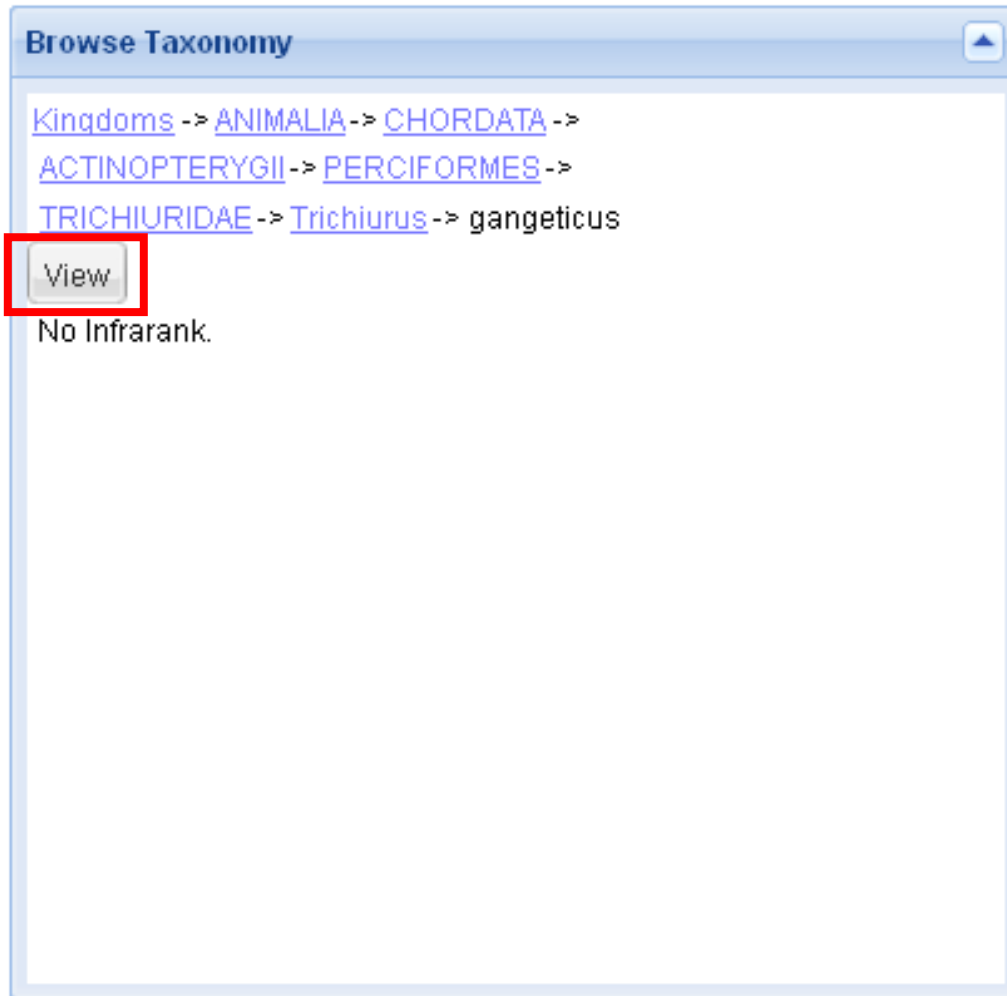 Browse Taxonomy
Kingdoms -> ANIMALIA -> CHORDATA ->
ACTINOPTERYGII -> PERCIFORMES ->
TRICHIURIDAE -> Trichiurus -> gangeticus
View
No Infrarank.